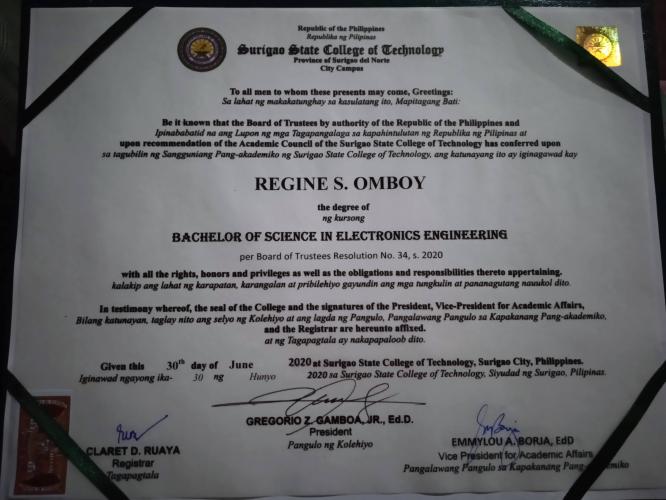 Republic of the Philippines
Republika ng Pilipinas
Surigao State College of Technology
Province of Surigao del Norte
City Campus
To all men to whom these presents may come, Greetings:
Sa lahat ng makakatunghay sa kasulatang ito, Mapitagang Bati:
Be it known that the Board of Trustees by authority of the Republic of the Philippines and
Ipinababatid na ang Lupon ng mga Tagapangalaga sa kapahintulutan ng Republika ng Pilipinas at
upon recommendation of the Academic Council of the Surigao State College of Technology has conferred upon
sa tagubilin ng Sangguniang Pang-akademiko ng Surigao State College of Technology, ang katunayang ito ay iginagawad kay
REGINE S. OMBOY
the degree of
ng kursong
BACHELOR OF SCIENCE IN ELECTRONICS ENGINEERING
per Board of Trustees Resolution No. 34, s. 2020
with all the rights, honors and privileges as well as the obligations and responsibilities thereto appertaining.
kalakip ang lahat ng karapatan, karangalan at pribilehiyo gayundin ang mga tungkulin at pananagutang nauukol dito.
In testimony whereof, the seal of the College and the signatures of the President, Vice-President for Academic Affairs,
Bilang katunayan, taglay nito ang selyo ng Kolehiyo at ang lagda ng Pangulo, Pangalawang Pangulo sa Kapakanang Pang-akademiko,
and the Registrar are hereunto affixed.
at ng Tagapagtala ay nakapapaloob dito.
Given this 30th day of June 2020 at Surigao State College of Technology, Surigao City, Philippines.
Iginawad ngayong ika- 30 ng Hunyo 2020 sa Surigao State College of Technology, Siyudad ng Surigao, Pilipinas.
GREGORIO Z. GAMBOA, JR., Ed.D.
President
Pangulo ng Kolehiyo
CLARET D. RUAYA
Registrar
Tagapagtala
EMMYLOU A. BORJA, EdD
Vice President for Academic Affairs
Pangalawang Pangulo sa Kapakanang Pang-